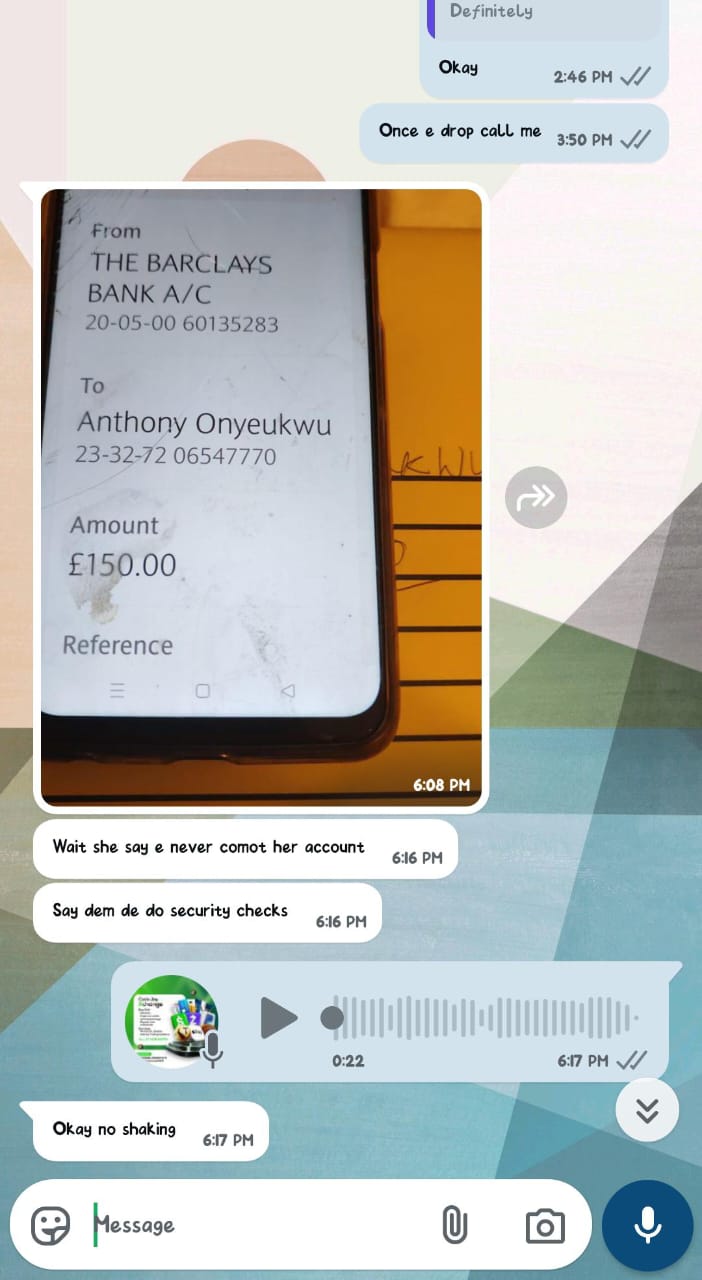 Definitely
Okay
2:46 PM
Once e drop call me
3:50 PM
From
THE BARCLAYS
BANK A/C
20-05-00 60135283
To
Anthony Onyeukwu
23-32-72 06547770
Amount
£150.00
Reference
6:08 PM
Wait she say e never comot her account
6:16 PM
Say dem de do security checks
6:16 PM
0:22
6:17 PM
Okay no shaking
6:17 PM
Message